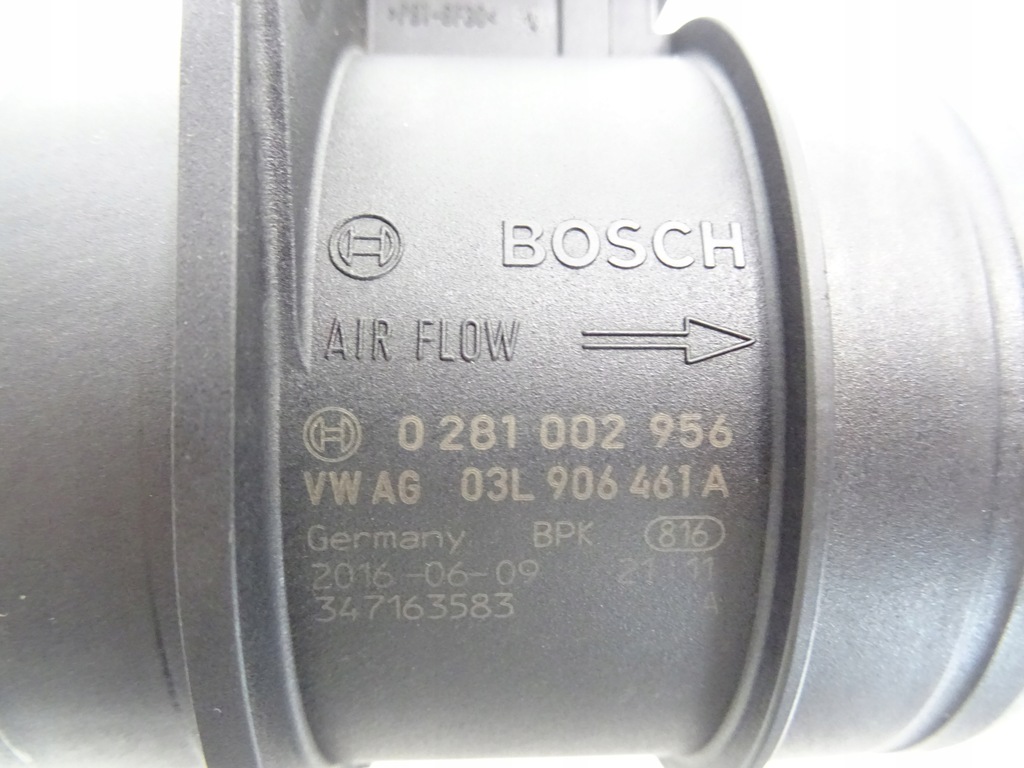 BOSCH
AIR FLOW
0 281 002 956
VW AG 03L 906 461 A
Germany BPK 816
2016-06-09 21 11
347163583 A